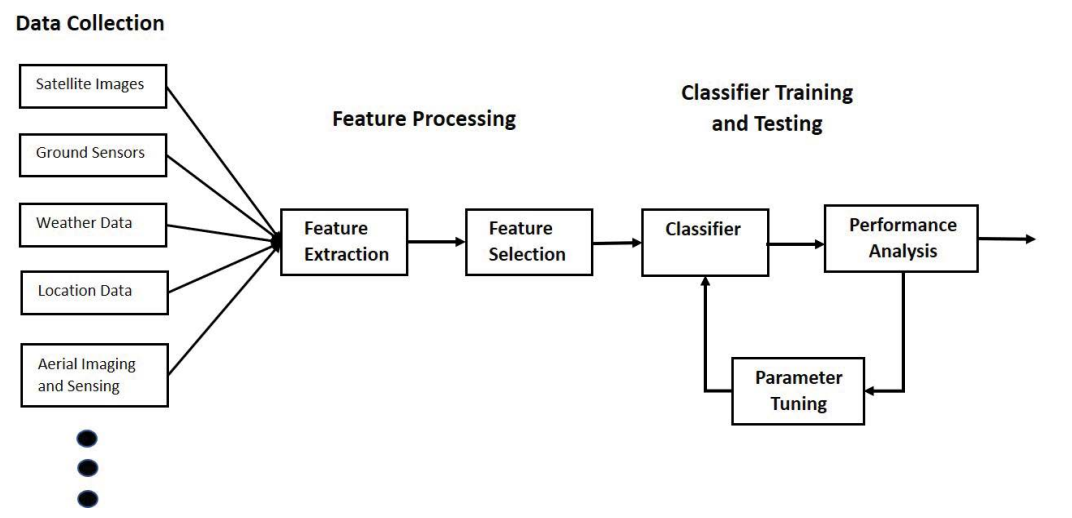 Data Collection
Satellite Images
Ground Sensors
Weather Data
Location Data
Aerial Imaging
and Sensing
Feature Processing
Feature
Extraction
Feature
Selection
Classifier Training
and Testing
Classifier
Performance
Analysis
Parameter
Tuning